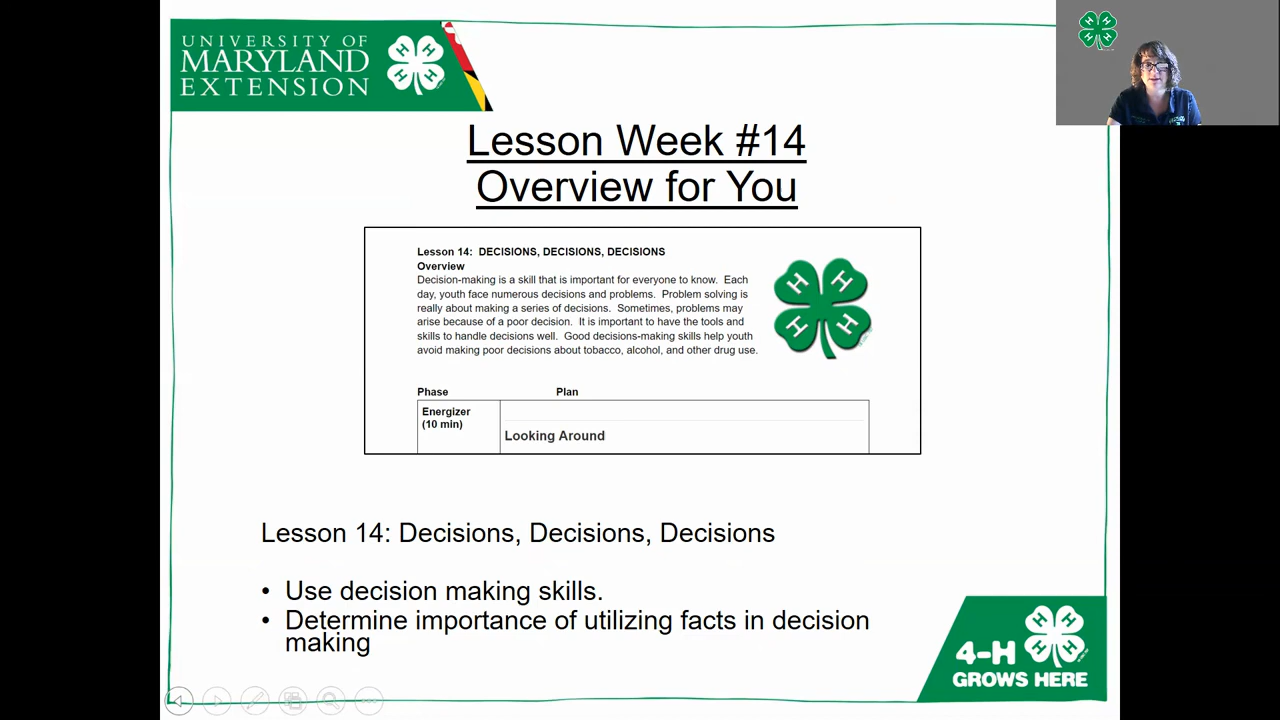 UNIVERSITY OF
MARYLAND
EXTENSION
H H
H H
Lesson Week #14
Overview for You
Lesson 14: DECISIONS, DECISIONS, DECISIONS
Overview
Decision-making is a skill that is important for everyone to know. Each
day, youth face numerous decisions and problems. Problem solving is
really about making a series of decisions. Sometimes, problems may
arise because of a poor decision. It is important to have the tools and
skills to handle decisions well. Good decisions-making skills help youth
avoid making poor decisions about tobacco, alcohol, and other drug use.
H H
H H
Phase Plan
Energizer
(10 min)
Looking Around
Lesson 14: Decisions, Decisions, Decisions
• Use decision making skills.
• Determine importance of utilizing facts in decision
making
H H
H H
4-H
GROWS HERE